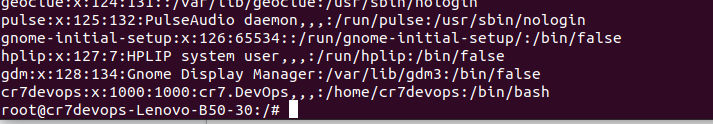 geoclue:x:124:131::/var/lib/geoclue:/usr/sbin/nologin
pulse:x:125:132:PulseAudio daemon,,,:/run/pulse:/usr/sbin/nologin
gnome-initial-setup:x:126:65534::/run/gnome-initial-setup/:/bin/false
hplip:x:127:7:HPLIP system user,,,:/run/hplip:/bin/false
gdm:x:128:134:Gnome Display Manager:/var/lib/gdm3:/bin/false
cr7devops:x:1000:1000:cr7.DevOps,,,:/home/cr7devops:/bin/bash
root@cr7devops-Lenovo-B50-30:/#